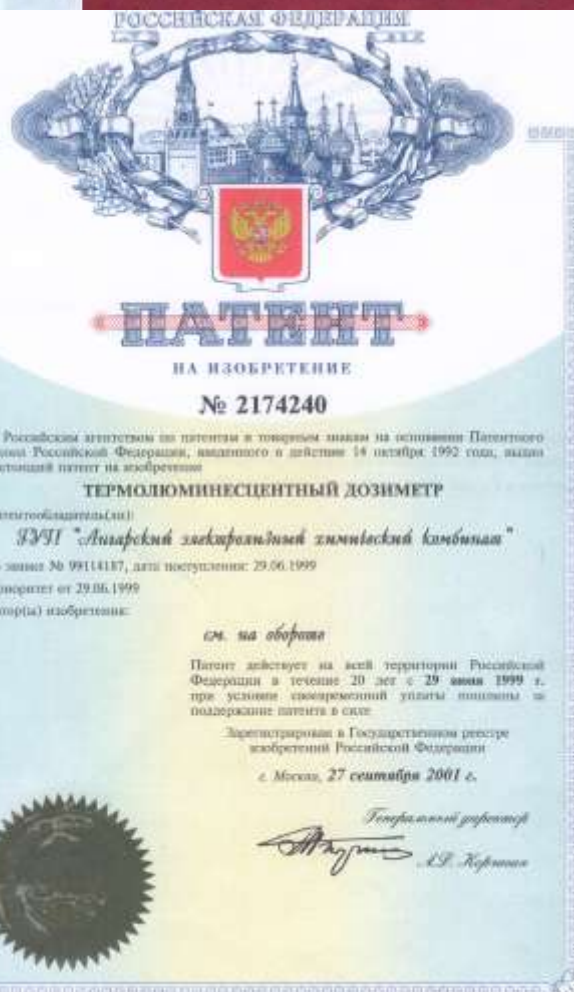 РОССИЙСКАЯ ФЕДЕРАЦИЯ
ПАТЕНТ
НА ИЗОБРЕТЕНИЕ
№ 2174240
Российским агентством по патентам и товарным знакам на основании Патентного
закона Российской Федерации, введенного в действие 14 октября 1992 года, выдан
настоящий патент на изобретение
ТЕРМОЛЮМИНЕСЦЕНТНЫЙ ДОЗИМЕТР
патентообладатель(ли):
ГУП "Ангарский электролизный химический комбинат"
заявке № 99114187, дата поступления: 29.06.1999
приоритет от 29.06.1999
автор(ы) изобретения:
см. на обороте
Патент действует на всей территории Российской
Федерации в течение 20 лет с 29 июня 1999 г.
при условии своевременной уплаты пошлины за
поддержание патента в силе
Зарегистрирован в Государственном реестре
изобретений Российской Федерации
г. Москва, 27 сентября 2001 г.
Генеральный директор
А.Д. Корчагин